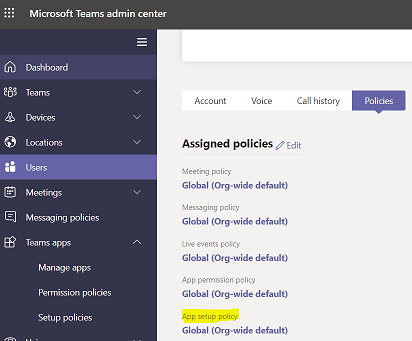 Microsoft Teams admin center
Dashboard
Teams
Devices
Locations
Users
Meetings
Messaging policies
Teams apps
Manage apps
Permission policies
Setup policies
Account Voice Call history Policies
Assigned policies Edit
Meeting policy
Global (Org-wide default)
Messaging policy
Global (Org-wide default)
Live events policy
Global (Org-wide default)
App permission policy
Global (Org-wide default)
App setup policy
Global (Org-wide default)